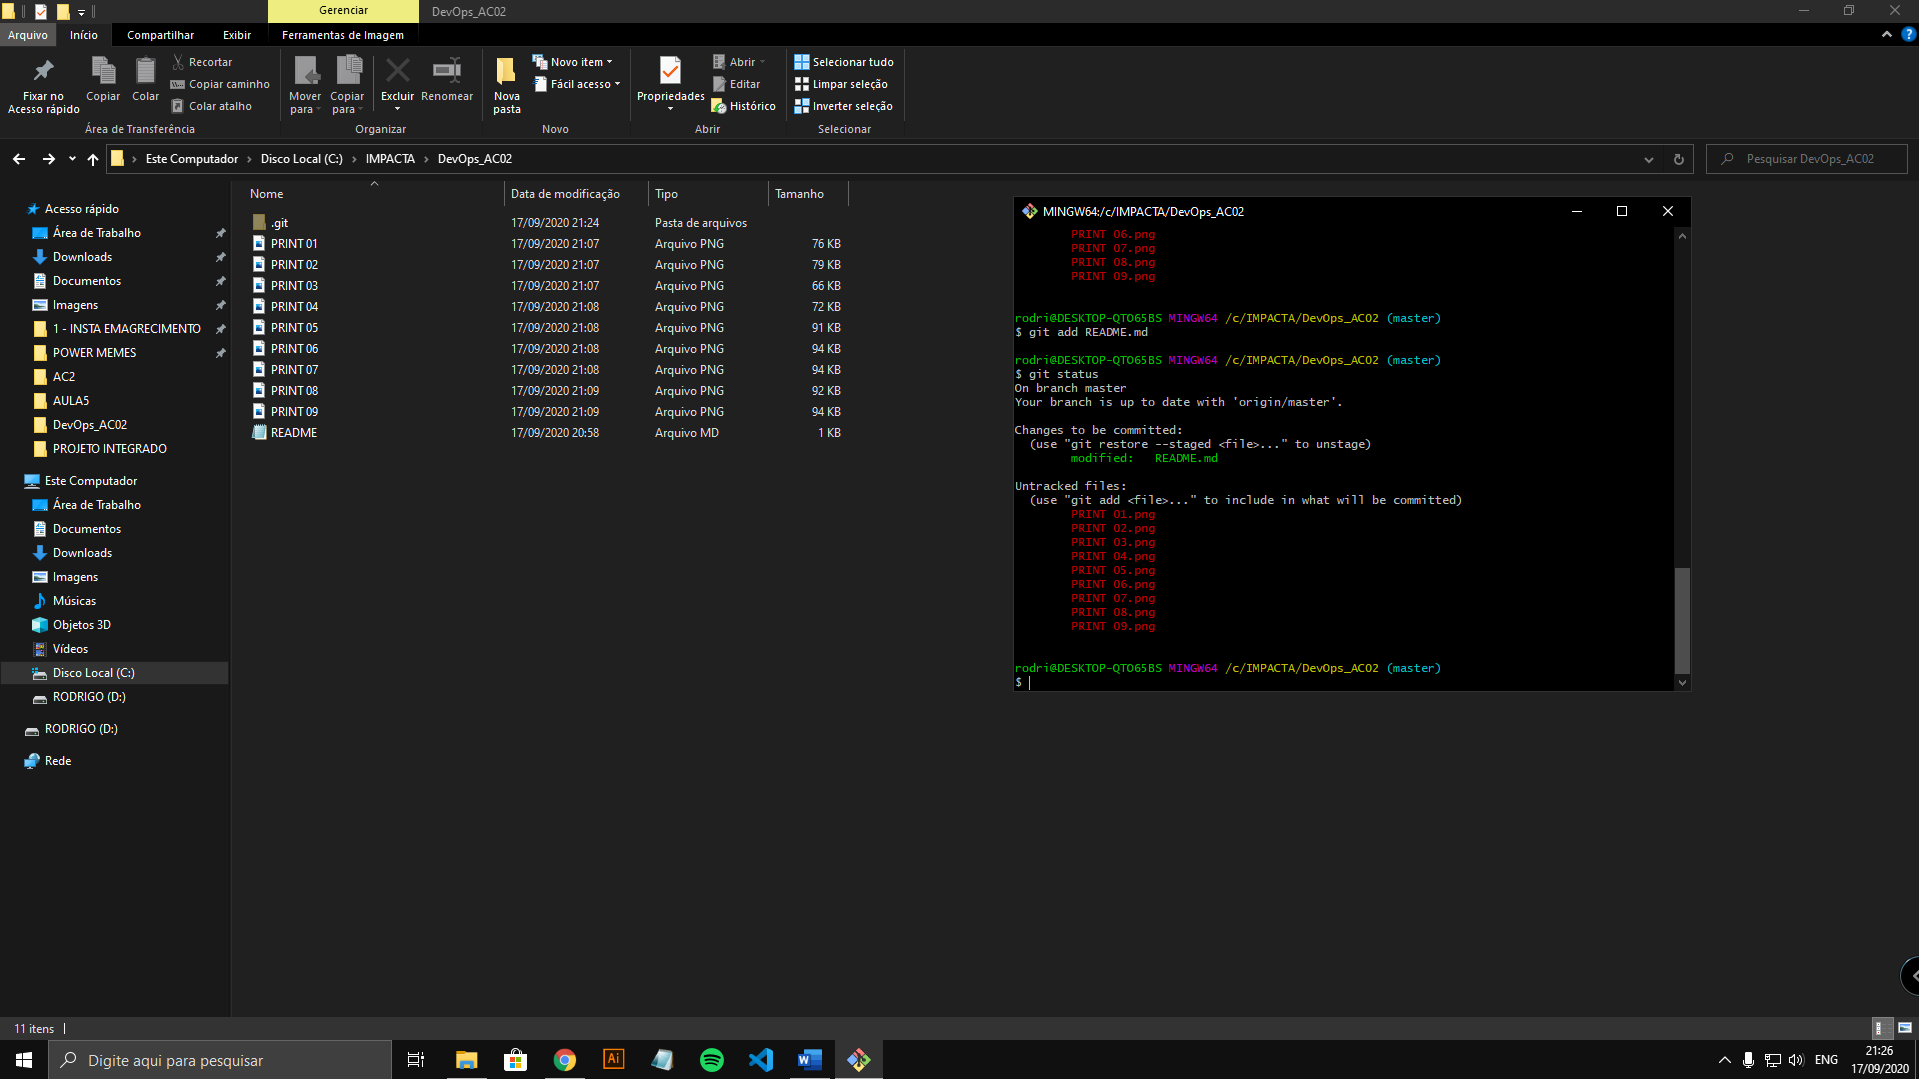 Gerenciar
DevOps_AC02
Arquivo
Início
Compartilhar
Exibir
Ferramentas de Imagem
Fixar no
Acesso rápido
Copiar
Colar
Recortar
Copiar caminho
Colar atalho
Área de Transferência
Mover
para
Copiar
para
Excluir
Renomear
Organizar
Nova
pasta
Novo item
Fácil acesso
Novo
Propriedades
Abrir
Editar
Histórico
Abrir
Selecionar tudo
Limpar seleção
Inverter seleção
Selecionar
Este Computador
Disco Local (C:)
IMPACTA
DevOps_AC02
Pesquisar DevOps_AC02
Acesso rápido
Área de Trabalho
Downloads
Documentos
Imagens
1 - INSTA EMAGRECIMENTO
POWER MEMES
AC2
AULA5
DevOps_AC02
PROJETO INTEGRADO
Este Computador
Área de Trabalho
Documentos
Downloads
Imagens
Músicas
Objetos 3D
Vídeos
Disco Local (C:)
RODRIGO (D:)
RODRIGO (D:)
Rede
Nome Data de modificação Tipo Tamanho
.git 17/09/2020 21:24 Pasta de arquivos
PRINT 01 17/09/2020 21:07 Arquivo PNG 76 KB
PRINT 02 17/09/2020 21:07 Arquivo PNG 79 KB
PRINT 03 17/09/2020 21:07 Arquivo PNG 66 KB
PRINT 04 17/09/2020 21:08 Arquivo PNG 72 KB
PRINT 05 17/09/2020 21:08 Arquivo PNG 91 KB
PRINT 06 17/09/2020 21:08 Arquivo PNG 94 KB
PRINT 07 17/09/2020 21:08 Arquivo PNG 94 KB
PRINT 08 17/09/2020 21:09 Arquivo PNG 92 KB
PRINT 09 17/09/2020 21:09 Arquivo PNG 94 KB
README 17/09/2020 20:58 Arquivo MD 1 KB
MINGW64:/c/IMPACTA/DevOps_AC02
PRINT 06.png
PRINT 07.png
PRINT 08.png
PRINT 09.png
rodri@DESKTOP-QTO65BS MINGW64 /c/IMPACTA/DevOps_AC02 (master)
$ git add README.md
rodri@DESKTOP-QTO65BS MINGW64 /c/IMPACTA/DevOps_AC02 (master)
$ git status
On branch master
Your branch is up to date with 'origin/master'.
Changes to be committed:
(use "git restore --staged <file>..." to unstage)
modified: README.md
Untracked files:
(use "git add <file>..." to include in what will be committed)
PRINT 01.png
PRINT 02.png
PRINT 03.png
PRINT 04.png
PRINT 05.png
PRINT 06.png
PRINT 07.png
PRINT 08.png
PRINT 09.png
rodri@DESKTOP-QTO65BS MINGW64 /c/IMPACTA/DevOps_AC02 (master)
$
11 itens
Digite aqui para pesquisar
Ai
W
ENG
21:26
17/09/2020